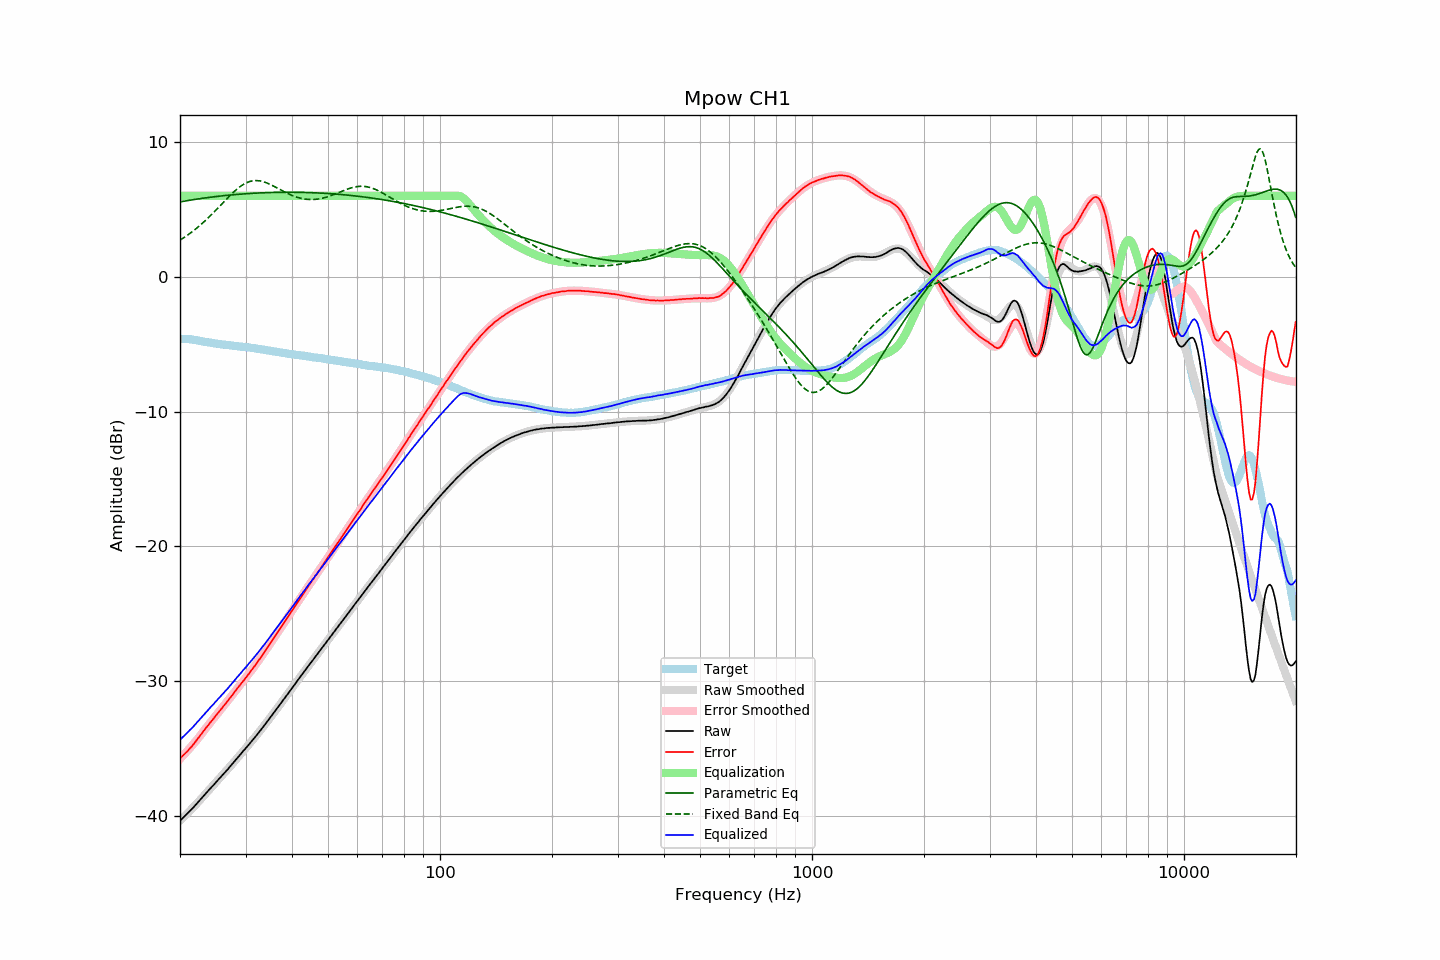 Mpow CH1
Amplitude (dBr)
10
0
−10
−20
−30
−40
Target
Raw Smoothed
Error Smoothed
Raw
Error
Equalization
Parametric Eq
Fixed Band Eq
Equalized
100
1000
10000
Frequency (Hz)